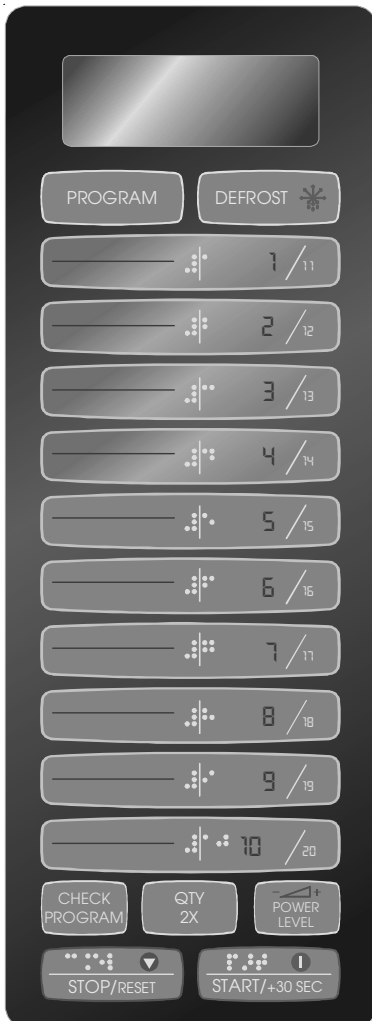 PROGRAM DEFROST
1/11
2/12
3/13
4/14
5/15
6/16
7/17
8/18
9/19
10/20
CHECK PROGRAM
QTY 2X
- +
POWER LEVEL
STOP/RESET START/+30 SEC